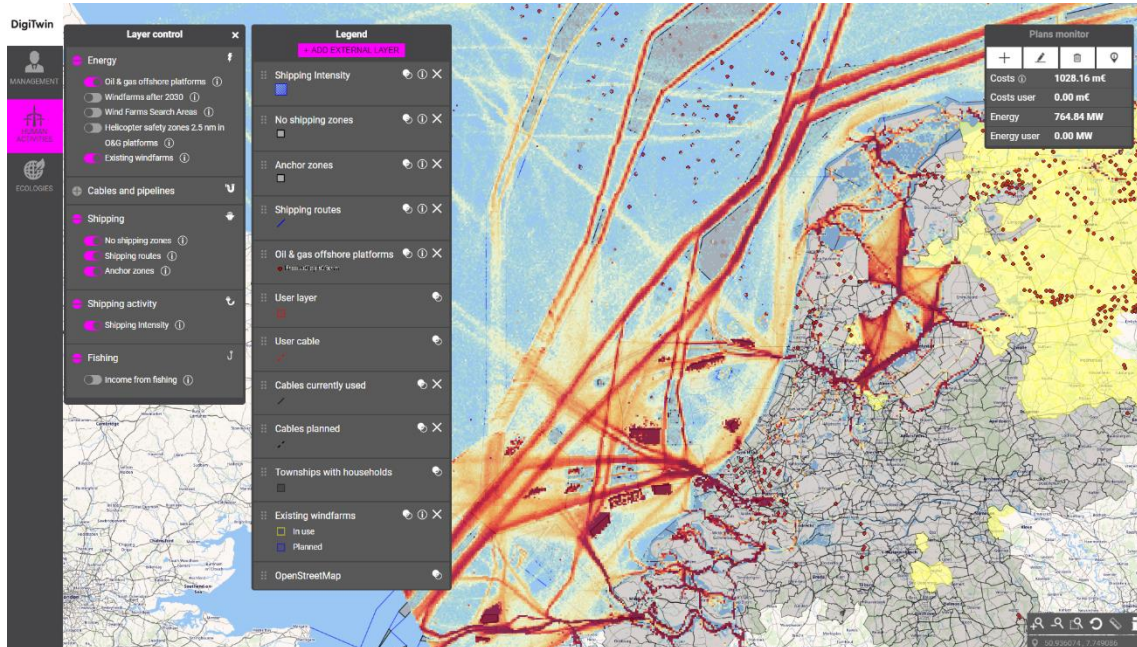 DigiTwin
MANAGEMENT
HUMAN
ACTIVITIES
ECOLOGIES
Layer control
Energy
Oil & gas offshore platforms
Windfarms after 2030
Wind Farms Search Areas
Helicopter safety zones 2.5 nm in
O&G platforms
Existing windfarms
Cables and pipelines
Shipping
No shipping zones
Shipping routes
Anchor zones
Shipping activity
Shipping Intensity
Fishing
Income from fishing
Legend
+ ADD EXTERNAL LAYER
Shipping Intensity
No shipping zones
Anchor zones
Shipping routes
Oil & gas offshore platforms
User layer
User cable
Cables currently used
Cables planned
Townships with households
Existing windfarms
In use
Planned
OpenStreetMap
Plans monitor
Costs 1028.16 m€
Costs user 0.00 m€
Energy 764.84 MW
Energy user 0.00 MW
50.936074, 7.749086